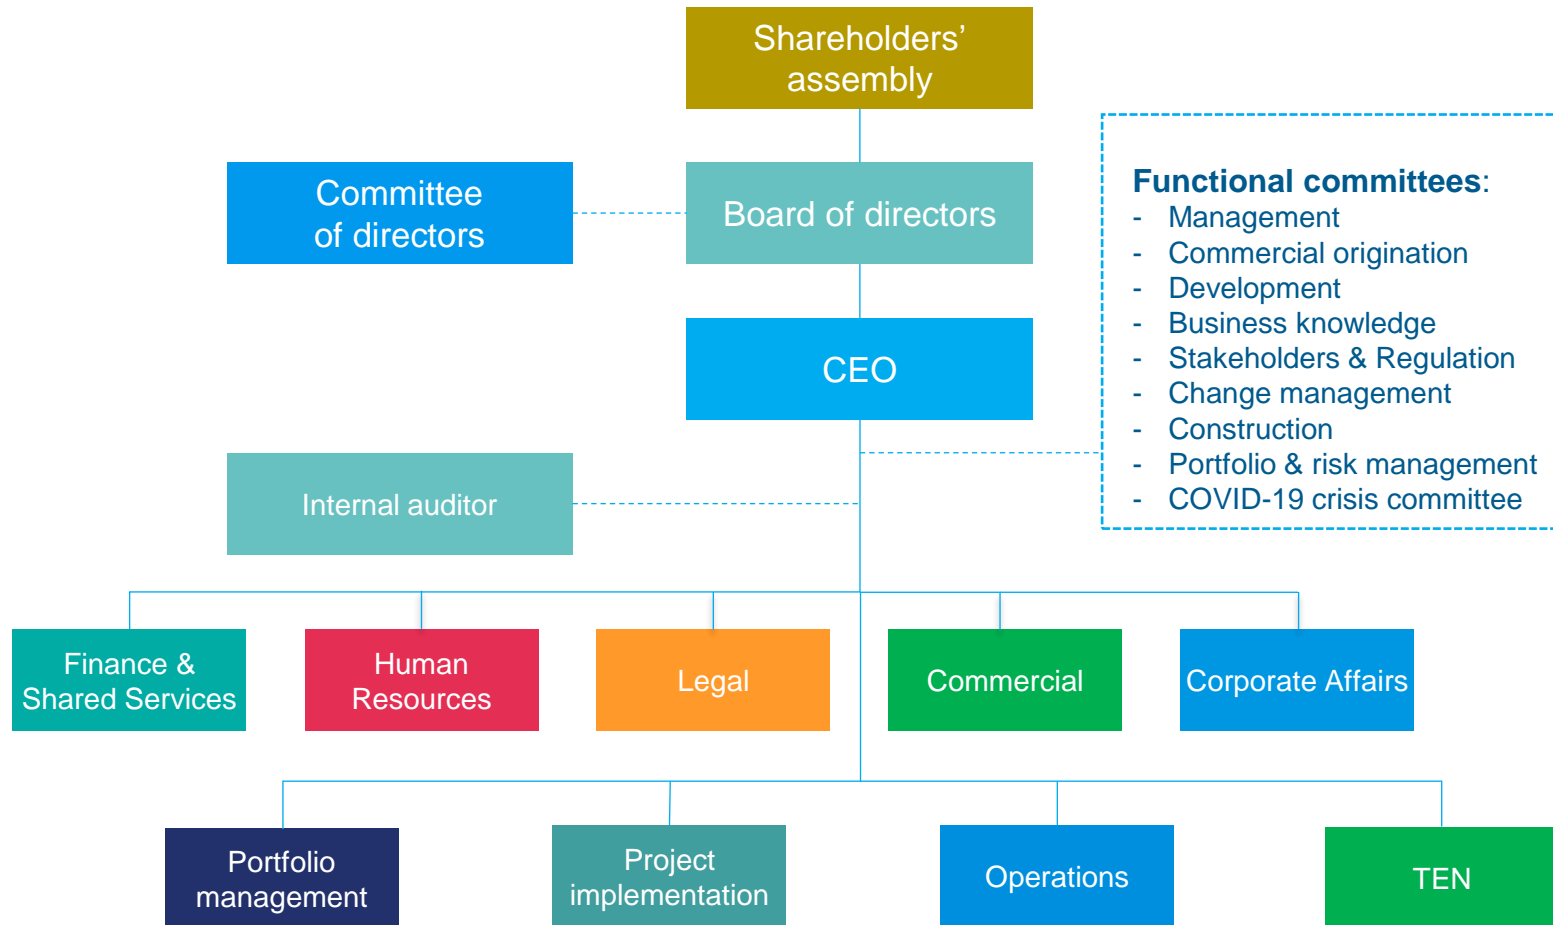 Shareholders’
assembly
Committee
of directors
Board of directors
CEO
Functional committees:
- Management
- Commercial origination
- Development
- Business knowledge
- Stakeholders & Regulation
- Change management
- Construction
- Portfolio & risk management
- COVID-19 crisis committee
Internal auditor
Finance &
Shared Services
Human
Resources
Legal
Commercial
Corporate Affairs
Portfolio
management
Project
implementation
Operations
TEN